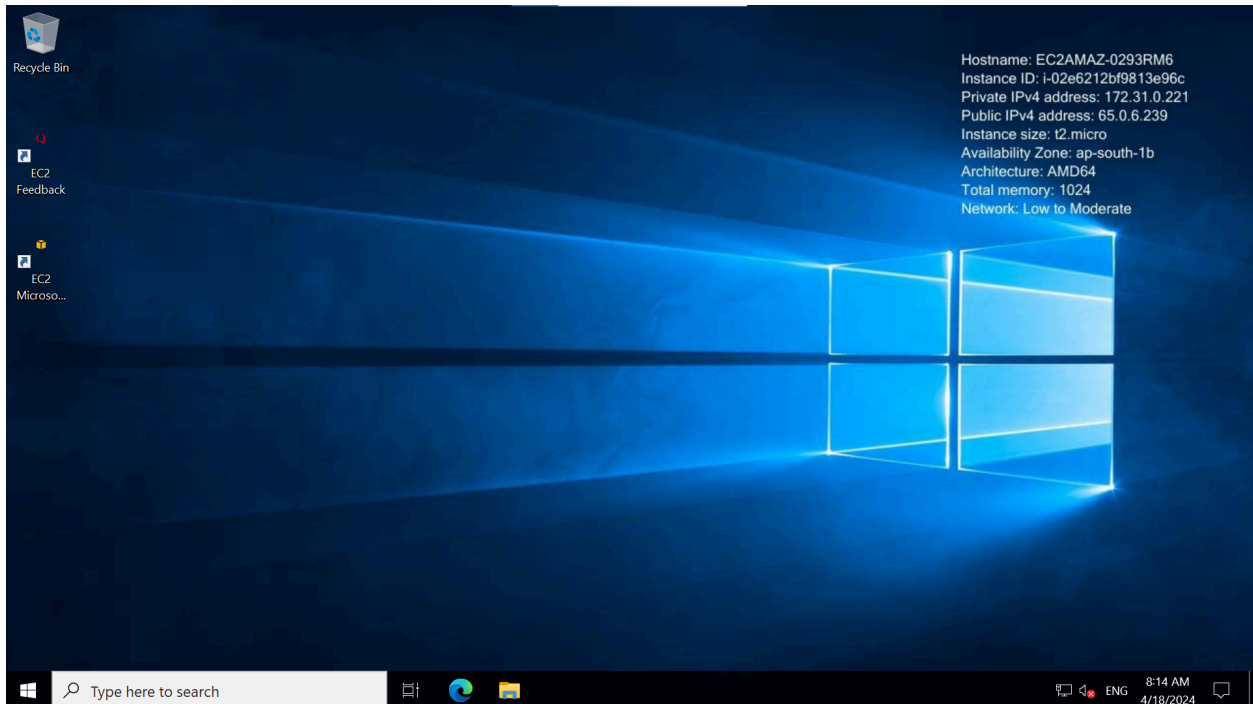 Recycle Bin
EC2
Feedback
EC2
Microso...
Hostname: EC2AMAZ-0293RM6
Instance ID: i-02e6212bf9813e96c
Private IPv4 address: 172.31.0.221
Public IPv4 address: 65.0.6.239
Instance size: t2.micro
Availability Zone: ap-south-1b
Architecture: AMD64
Total memory: 1024
Network: Low to Moderate
Type here to search
ENG
8:14 AM
4/18/2024